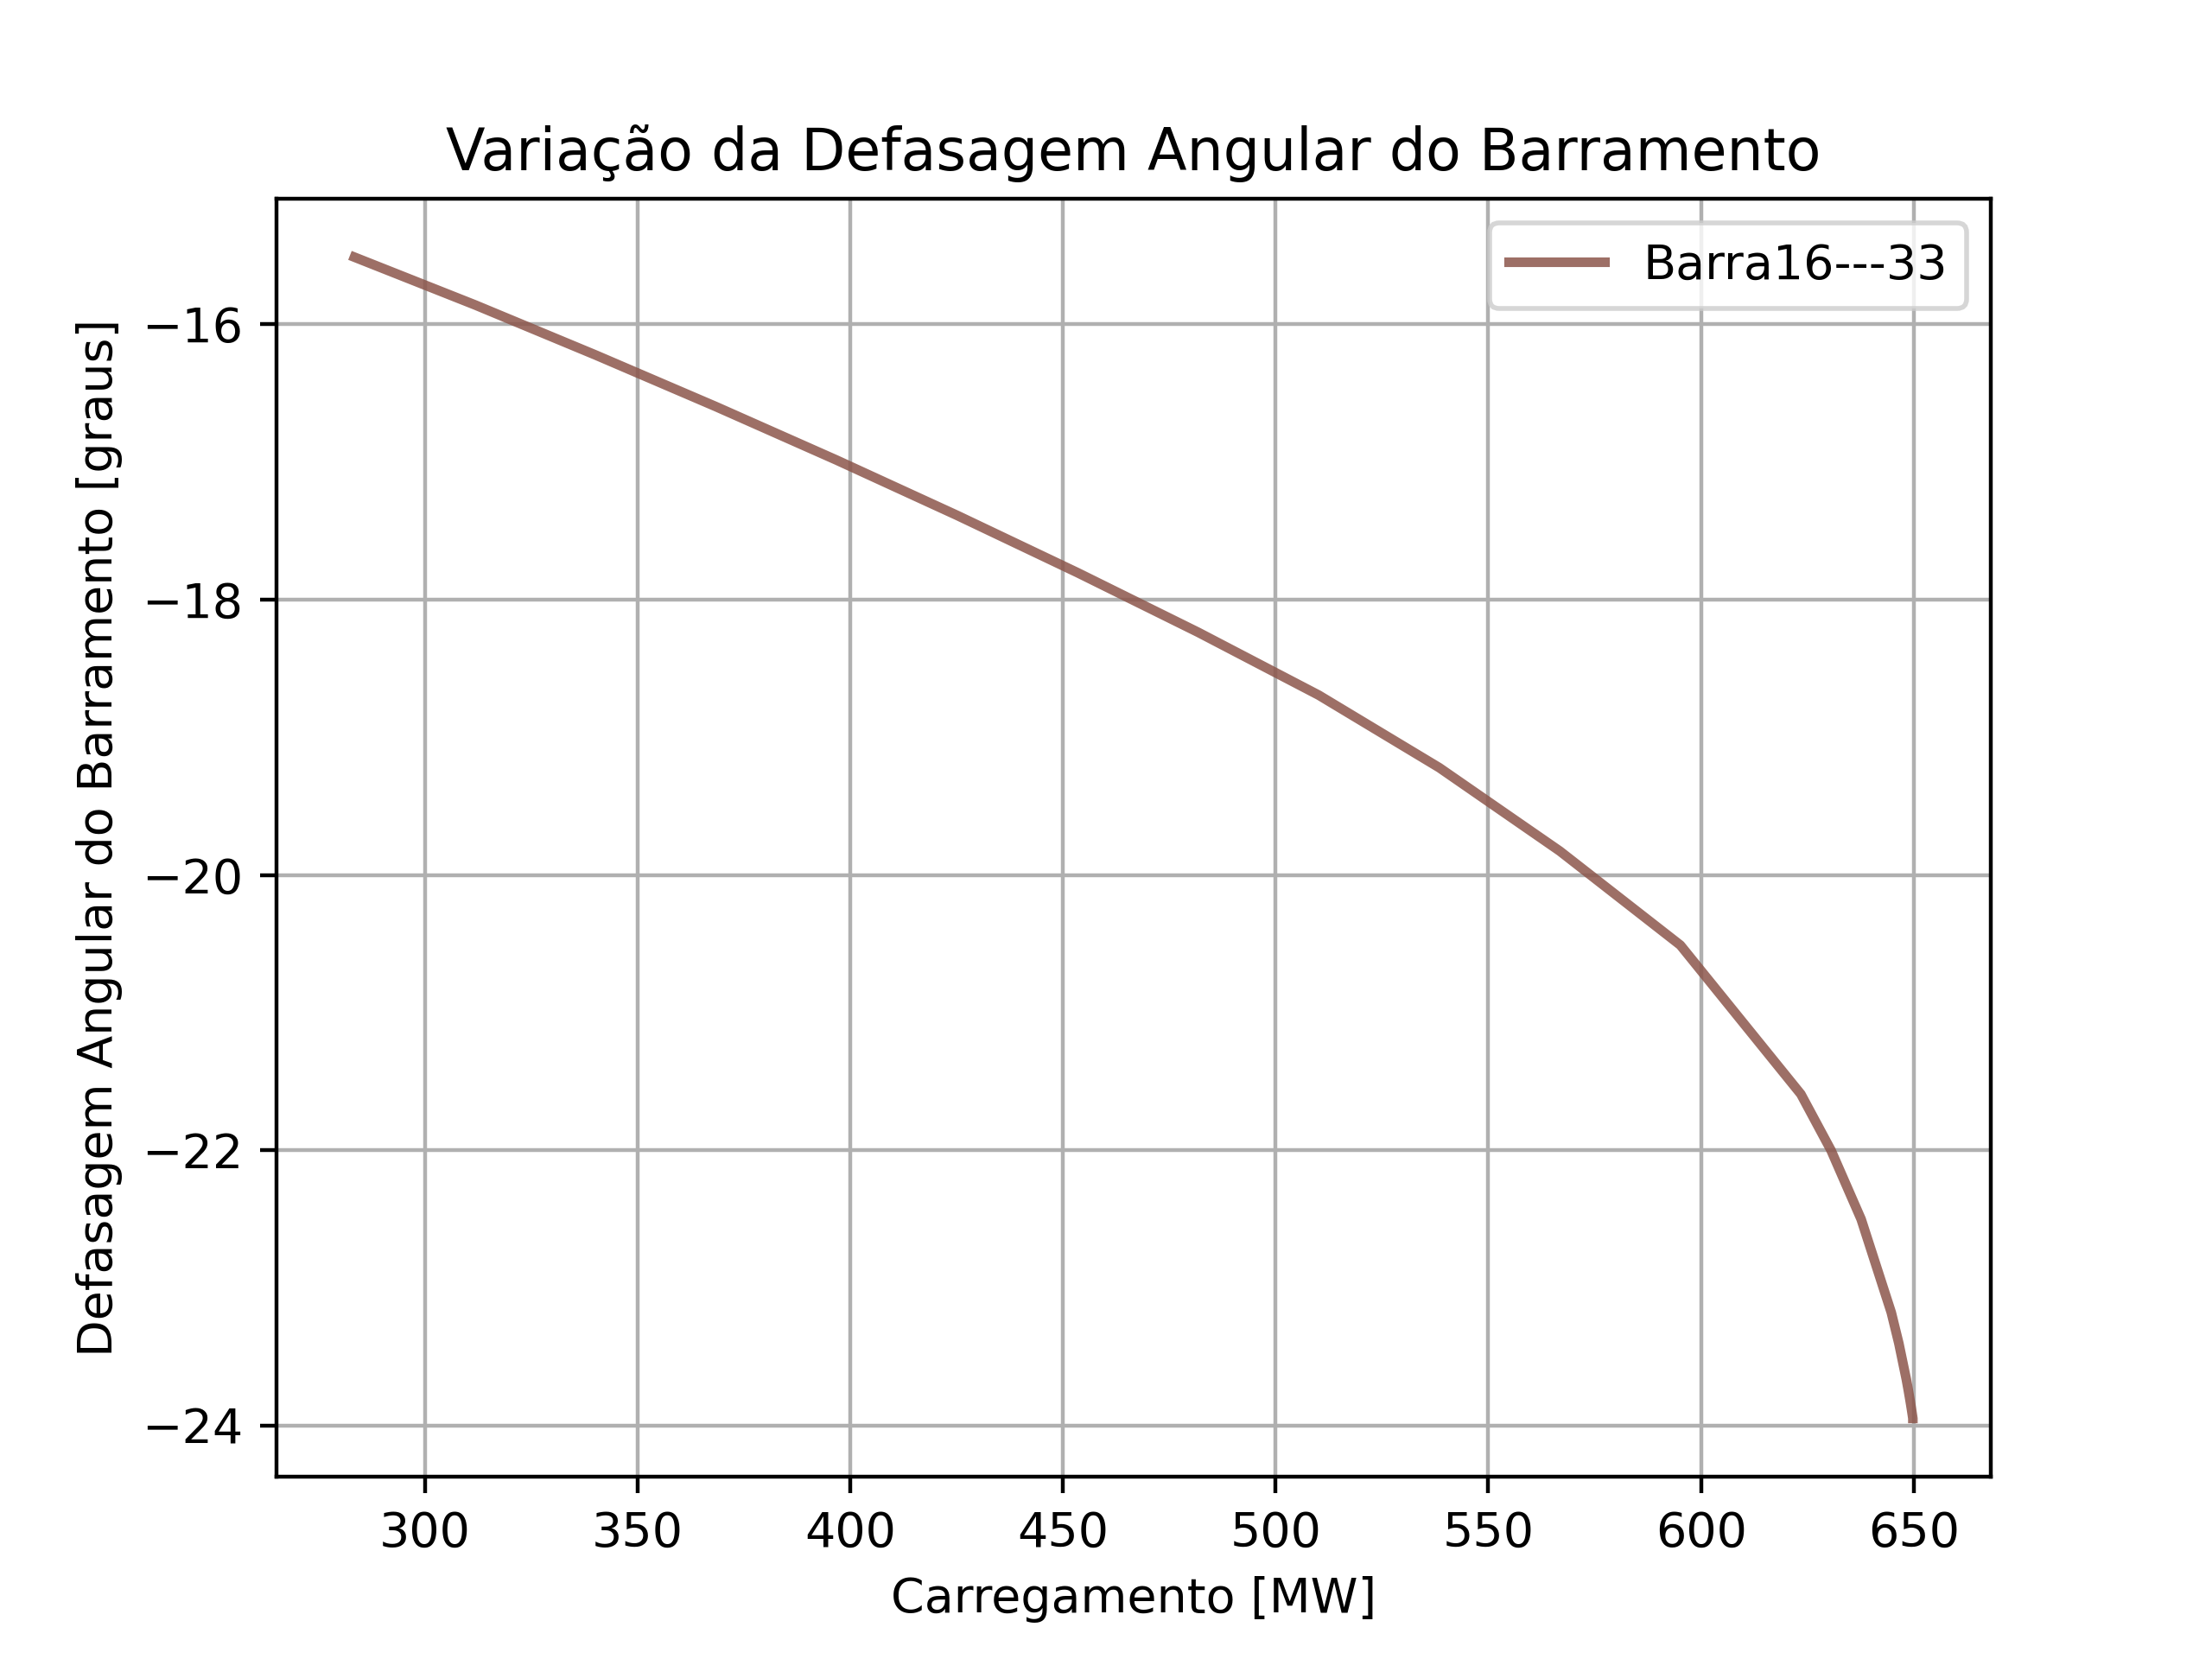 Variação da Defasagem Angular do Barramento
Barra16---33
Defasagem Angular do Barramento [graus]
−16
−18
−20
−22
−24
300 350 400 450 500 550 600 650
Carregamento [MW]